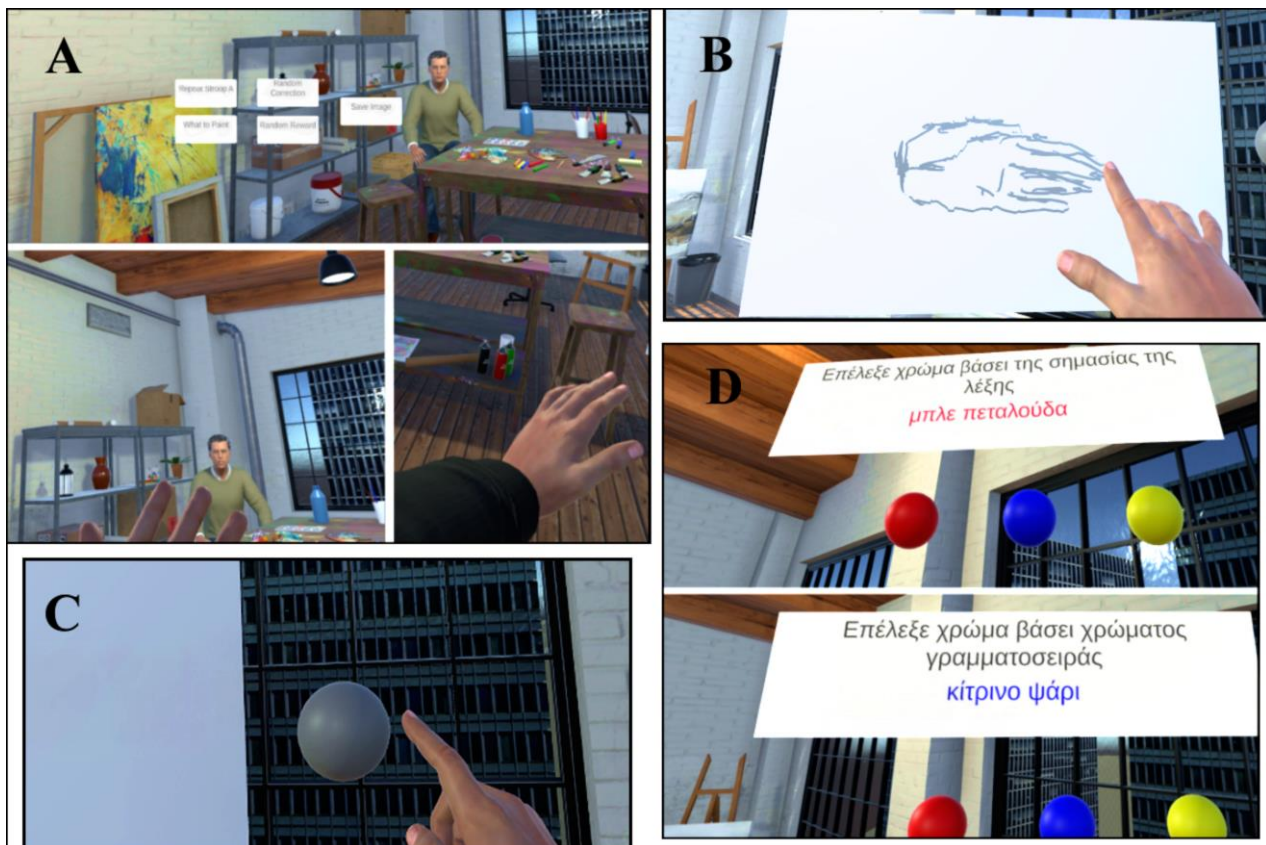 A
Repeat Stroop A
Random
Correction
Save Image
What to Paint
Random Reward
B
C
D
Επέλεξε χρώμα βάσει της σημασίας της
λέξης
μπλε πεταλούδα
Επέλεξε χρώμα βάσει χρώματος
γραμματοσειράς
κίτρινο ψάρι